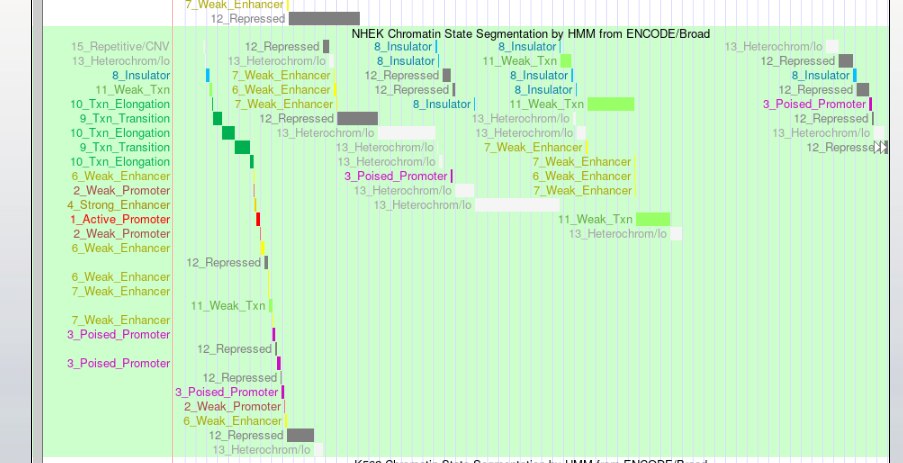 7_Weak_Enhancer
12_Repressed
NHEK Chromatin State Segmentation by HMM from ENCODE/Broad
15_Repetitive/CNV 12_Repressed 8_Insulator 8_Insulator 13_Heterochrom/lo
13_Heterochrom/lo 13_Heterochrom/lo 8_Insulator 11_Weak_Txn 12_Repressed
8_Insulator 7_Weak_Enhancer 12_Repressed 8_Insulator 8_Insulator
11_Weak_Txn 6_Weak_Enhancer 12_Repressed 8_Insulator 12_Repressed
10_Txn_Elongation 7_Weak_Enhancer 8_Insulator 11_Weak_Txn 3_Poised_Promoter
9_Txn_Transition 12_Repressed 13_Heterochrom/lo 12_Repressed
10_Txn_Elongation 13_Heterochrom/lo 13_Heterochrom/lo 13_Heterochrom/lo
9_Txn_Transition 13_Heterochrom/lo 7_Weak_Enhancer 12_Represse
10_Txn_Elongation 13_Heterochrom/lo 7_Weak_Enhancer
6_Weak_Enhancer 3_Poised_Promoter 6_Weak_Enhancer
2_Weak_Promoter 13_Heterochrom/lo 7_Weak_Enhancer
4_Strong_Enhancer 13_Heterochrom/lo
1_Active_Promoter 11_Weak_Txn
2_Weak_Promoter 13_Heterochrom/lo
6_Weak_Enhancer
12_Repressed
6_Weak_Enhancer
7_Weak_Enhancer
11_Weak_Txn
7_Weak_Enhancer
3_Poised_Promoter
12_Repressed
3_Poised_Promoter
12_Repressed
3_Poised_Promoter
2_Weak_Promoter
6_Weak_Enhancer
12_Repressed
13_Heterochrom/lo
Chromatin State Segmentation by HMM from ENCODE/Broad